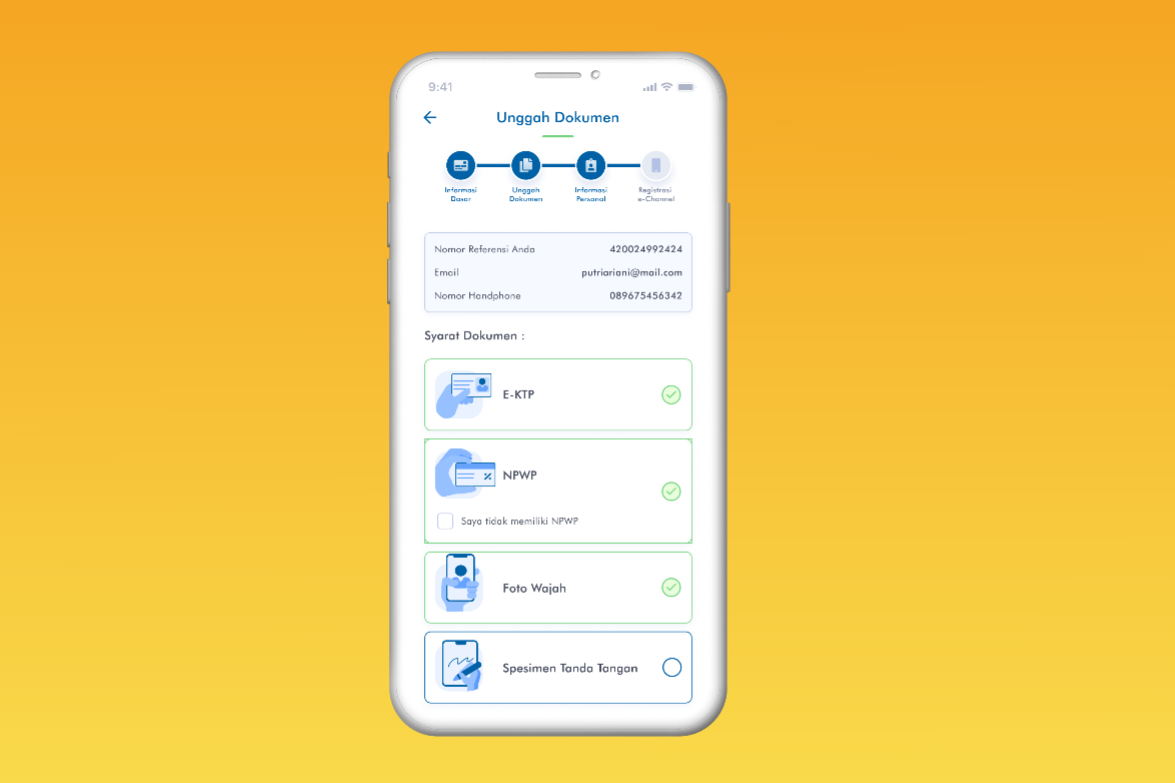 9:41
Unggah Dokumen
Informasi Dasar
Unggah Dokumen
Informasi Personal
Registrasi e-Channel
Nomor Referensi Anda 420024992424
Email putriariani@mail.com
Nomor Handphone 089675456342
Syarat Dokumen :
E-KTP
NPWP
Saya tidak memiliki NPWP
Foto Wajah
Spesimen Tanda Tangan